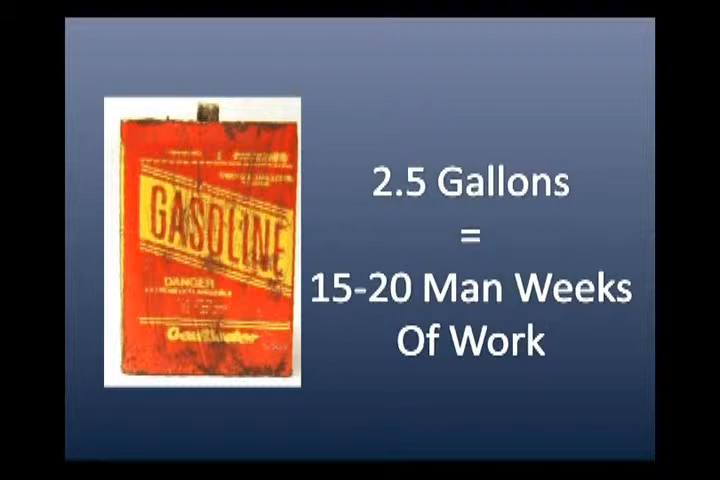 GASOLINE
DANGER
2.5 Gallons
=
15-20 Man Weeks
Of Work